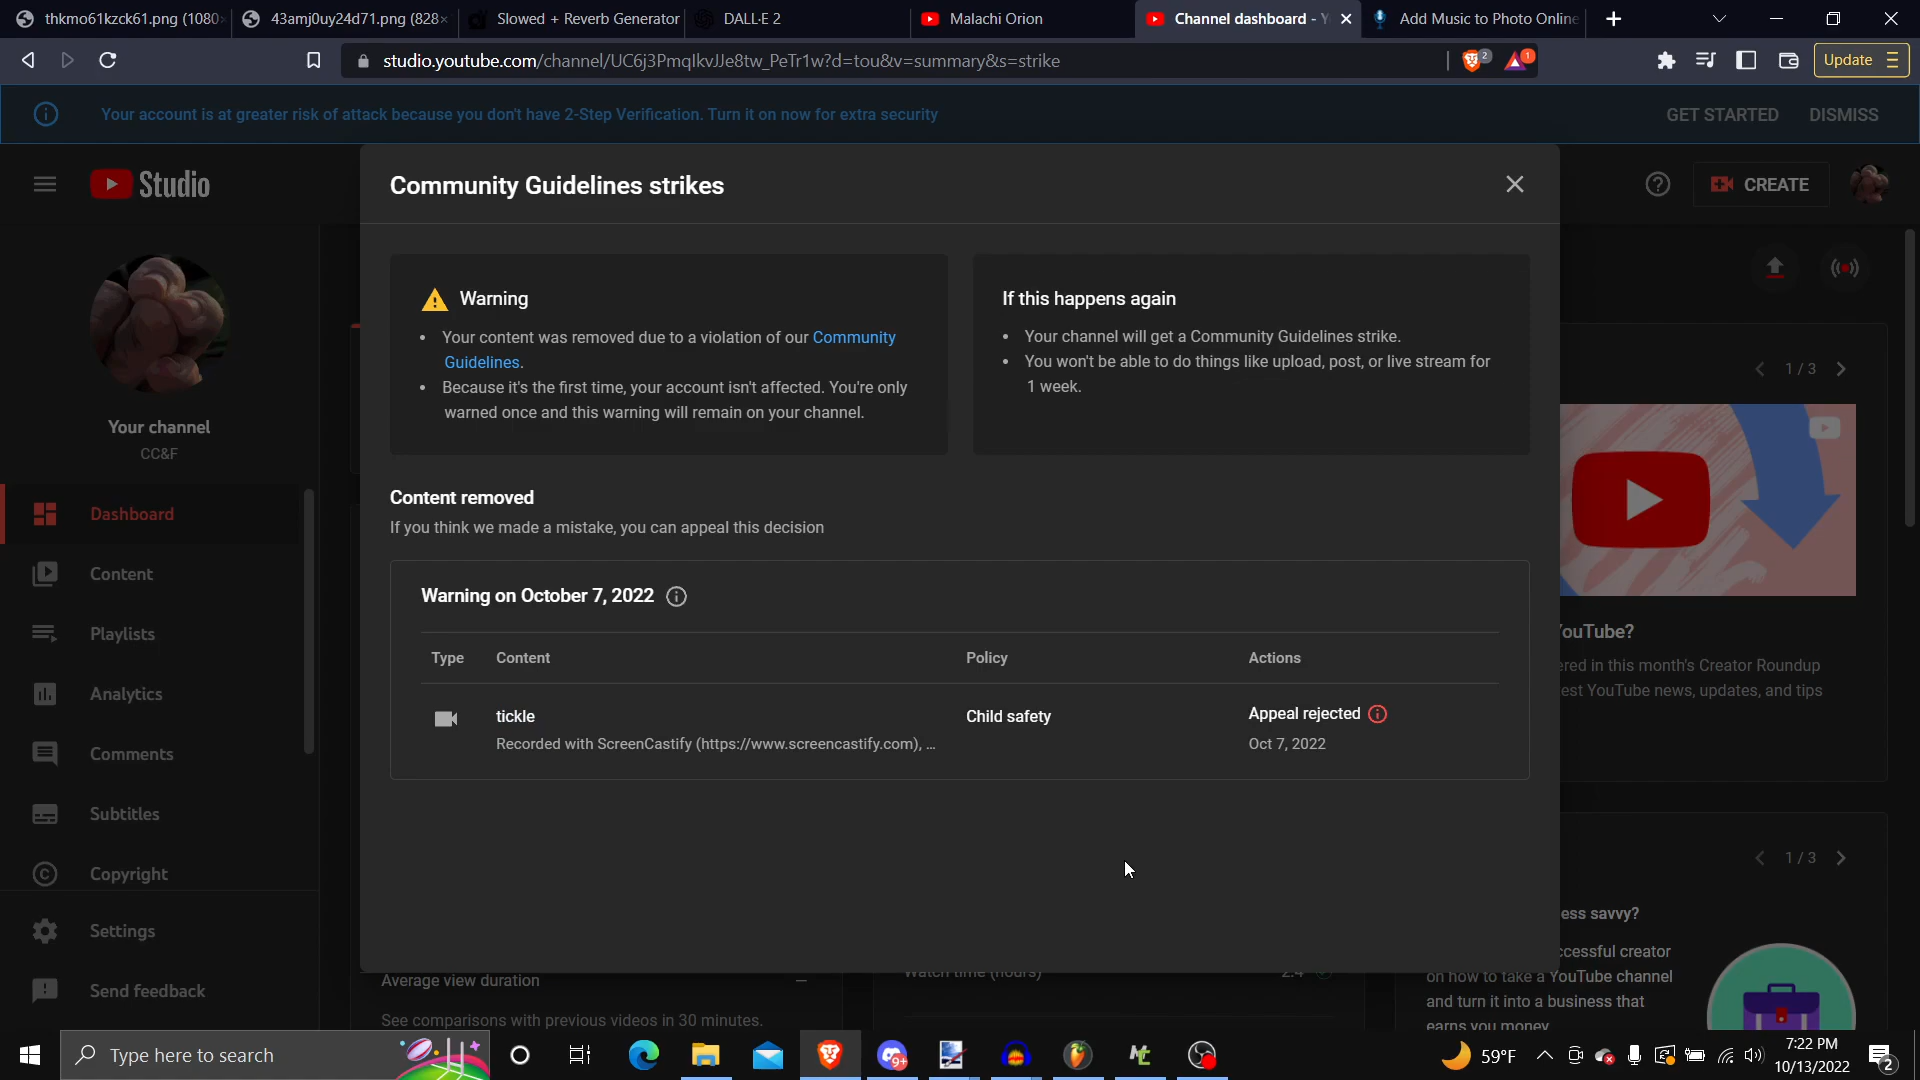 thkmo61kzck61.png (1080
43amj0uy24d71.png (828×
Slowed + Reverb Generator
DALL·E 2
Malachi Orion
Channel dashboard - Y
Add Music to Photo Online
studio.youtube.com/channel/UC6j3PmqlkvJJe8tw_PeTr1w?d=tou&v=summary&s=strike
2
1
Update
Your account is at greater risk of attack because you don't have 2-Step Verification. Turn it on now for extra security
GET STARTED
DISMISS
Studio
CREATE
Community Guidelines strikes
Warning
Your content was removed due to a violation of our Community
Guidelines.
Because it's the first time, your account isn't affected. You're only
warned once and this warning will remain on your channel.
If this happens again
Your channel will get a Community Guidelines strike.
You won't be able to do things like upload, post, or live stream for
1 week.
Content removed
If you think we made a mistake, you can appeal this decision
Warning on October 7, 2022
Type
Content
Policy
Actions
tickle
Recorded with ScreenCastify (https://www.screencastify.com), ...
Child safety
Appeal rejected
Oct 7, 2022
Your channel
CC&F
Dashboard
Content
Playlists
Analytics
Comments
Subtitles
Copyright
Settings
Send feedback
1 / 3
ouTube?
ered in this month's Creator Roundup
est YouTube news, updates, and tips
1 / 3
ess savvy?
ccessful creator
on how to take a YouTube channel
and turn it into a business that
earns you money
Average view duration
—
See comparisons with previous videos in 30 minutes.
Watch time (hours)
2.4
Type here to search
9+
59°F
7:22 PM
10/13/2022
2